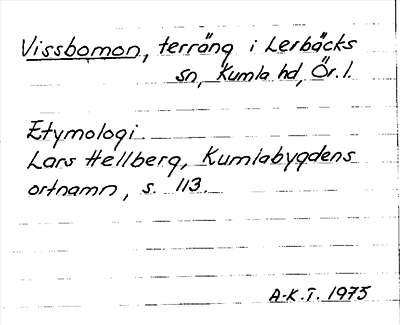 Vissbomon, terräng i Lerbäcks
sn, Kumla hd, Ör. l.
Etymologi
Lars Hellberg, Kumlabygdens
ortnamn, s. 113.
A-K.T. 1975